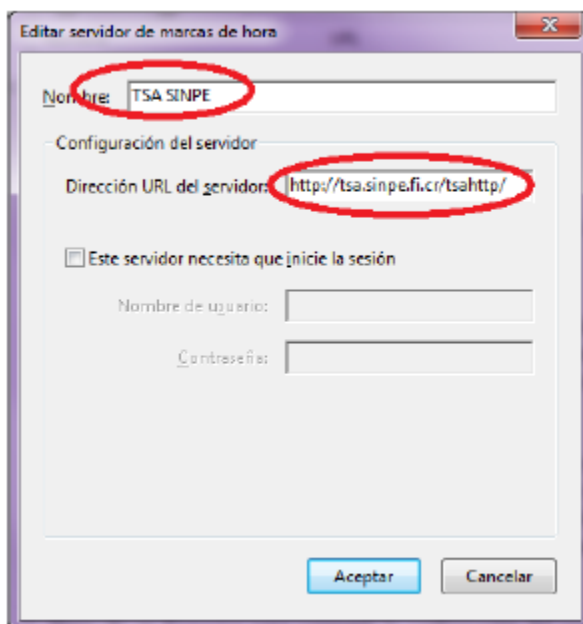 Editar servidor de marcas de hora
Nombre: TSA SINPE
Configuración del servidor
Dirección URL del servidor: http://tsa.sinpe.fi.cr/tsahttp/
Este servidor necesita que inicie la sesión
Nombre de usuario:
Contraseña:
Aceptar Cancelar